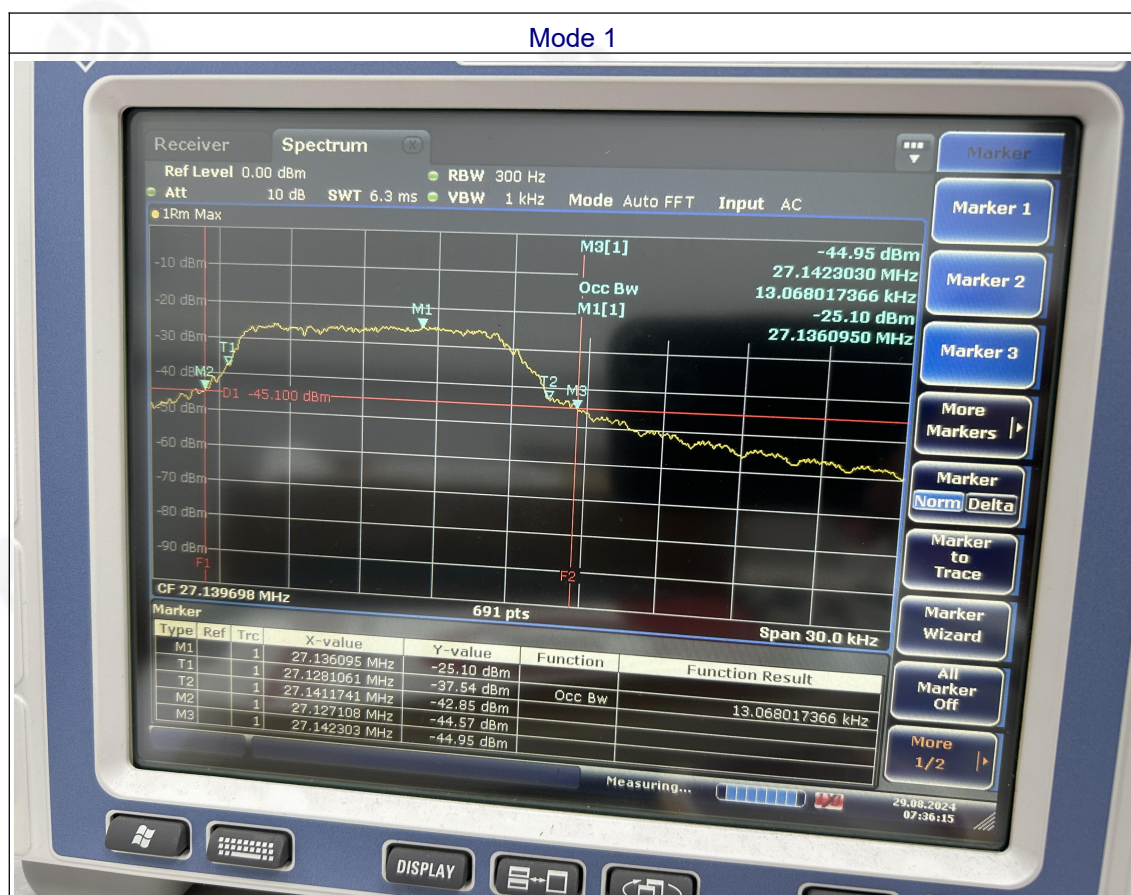 Mode 1
Receiver Spectrum
Marker
Ref Level 0.00 dBm RBW 300 Hz
Att 10 dB SWT 6.3 ms VBW 1 kHz Mode Auto FFT Input AC
1Rm Max
M3[1] -44.95 dBm
27.1423030 MHz
Occ Bw 13.068017366 kHz
M1[1] -25.10 dBm
27.1360950 MHz
-10 dBm
-20 dBm
-30 dBm
-40 dBm
-50 dBm
-60 dBm
-70 dBm
-80 dBm
-90 dBm
M1
T1
M2
D1 -45.100 dBm
T2 M3
F1
F2
CF 27.139698 MHz 691 pts Span 30.0 kHz
Marker
Type Ref Trc X-value Y-value Function Function Result
M1 1 27.136095 MHz -25.10 dBm
T1 1 27.1281061 MHz -37.54 dBm Occ Bw 13.068017366 kHz
T2 1 27.1411741 MHz -42.85 dBm
M2 1 27.127108 MHz -44.57 dBm
M3 1 27.142303 MHz -44.95 dBm
Measuring...
29.08.2024
07:36:15
Marker 1
Marker 2
Marker 3
More
Markers
Marker
Norm Delta
Marker
to
Trace
Marker
Wizard
All
Marker
Off
More
1/2
DISPLAY